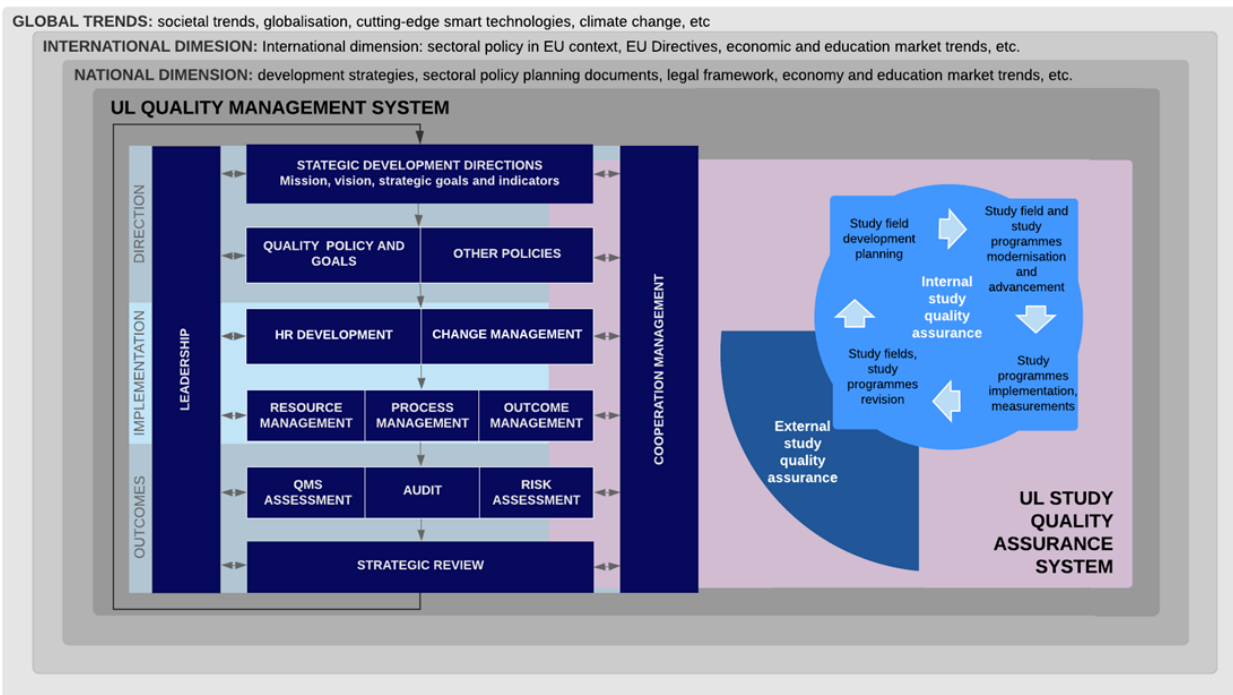 GLOBAL TRENDS: societal trends, globalisation, cutting-edge smart technologies, climate change, etc
INTERNATIONAL DIMESION: International dimension: sectoral policy in EU context, EU Directives, economic and education market trends, etc.
NATIONAL DIMENSION: development strategies, sectoral policy planning documents, legal framework, economy and education market trends, etc.
UL QUALITY MANAGEMENT SYSTEM
DIRECTION
IMPLEMENTATION
OUTCOMES
LEADERSHIP
STATEGIC DEVELOPMENT DIRECTIONS
Mission, vision, strategic goals and indicators
QUALITY POLICY AND
GOALS
OTHER POLICIES
HR DEVELOPMENT
CHANGE MANAGEMENT
RESOURCE
MANAGEMENT
PROCESS
MANAGEMENT
OUTCOME
MANAGEMENT
QMS
ASSESSMENT
AUDIT
RISK
ASSESSMENT
STRATEGIC REVIEW
COOPERATION MANAGEMENT
Study field
development
planning
Study field and
study
programmes
modernisation
and
advancement
Internal
study
quality
assurance
Study fields,
study
programmes
revision
Study
programmes
implementation,
measurements
External
study
quality
assurance
UL STUDY
QUALITY
ASSURANCE
SYSTEM